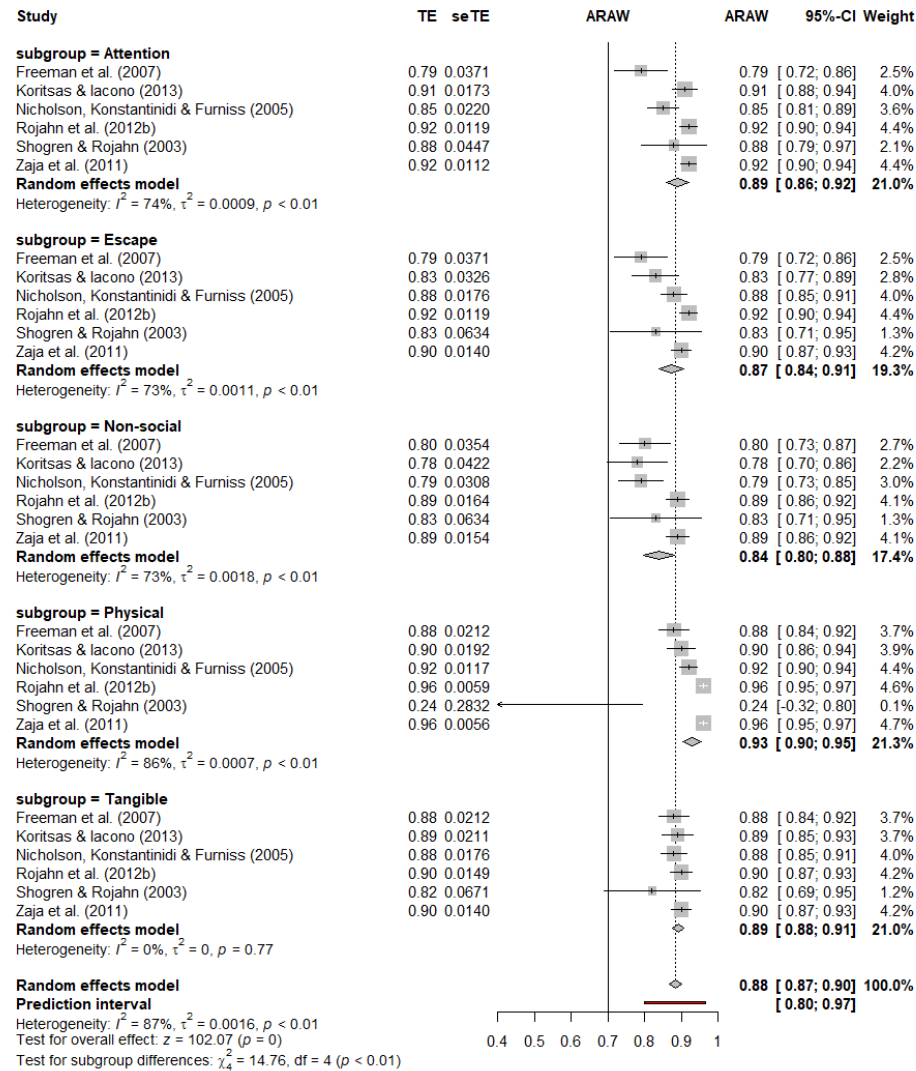 Study TE seTE ARAW ARAW 95%-CI Weight
subgroup = Attention
Freeman et al. (2007) 0.79 0.0371 0.79 [0.72; 0.86] 2.5%
Koritsas & Iacono (2013) 0.91 0.0173 0.91 [0.88; 0.94] 4.0%
Nicholson, Konstantinidi & Furniss (2005) 0.85 0.0220 0.85 [0.81; 0.89] 3.6%
Rojahn et al. (2012b) 0.92 0.0119 0.92 [0.90; 0.94] 4.4%
Shogren & Rojahn (2003) 0.88 0.0447 0.88 [0.79; 0.97] 2.1%
Zaja et al. (2011) 0.92 0.0112 0.92 [0.90; 0.94] 4.4%
Random effects model 0.89 [0.86; 0.92] 21.0%
Heterogeneity: I² = 74%, τ² = 0.0009, p < 0.01
subgroup = Escape
Freeman et al. (2007) 0.79 0.0371 0.79 [0.72; 0.86] 2.5%
Koritsas & Iacono (2013) 0.83 0.0326 0.83 [0.77; 0.89] 2.8%
Nicholson, Konstantinidi & Furniss (2005) 0.88 0.0176 0.88 [0.85; 0.91] 4.0%
Rojahn et al. (2012b) 0.92 0.0119 0.92 [0.90; 0.94] 4.4%
Shogren & Rojahn (2003) 0.83 0.0634 0.83 [0.71; 0.95] 1.3%
Zaja et al. (2011) 0.90 0.0140 0.90 [0.87; 0.93] 4.2%
Random effects model 0.87 [0.84; 0.91] 19.3%
Heterogeneity: I² = 73%, τ² = 0.0011, p < 0.01
subgroup = Non-social
Freeman et al. (2007) 0.80 0.0354 0.80 [0.73; 0.87] 2.7%
Koritsas & Iacono (2013) 0.78 0.0422 0.78 [0.70; 0.86] 2.2%
Nicholson, Konstantinidi & Furniss (2005) 0.79 0.0308 0.79 [0.73; 0.85] 3.0%
Rojahn et al. (2012b) 0.89 0.0164 0.89 [0.86; 0.92] 4.1%
Shogren & Rojahn (2003) 0.83 0.0634 0.83 [0.71; 0.95] 1.3%
Zaja et al. (2011) 0.89 0.0154 0.89 [0.86; 0.92] 4.1%
Random effects model 0.84 [0.80; 0.88] 17.4%
Heterogeneity: I² = 73%, τ² = 0.0018, p < 0.01
subgroup = Physical
Freeman et al. (2007) 0.88 0.0212 0.88 [0.84; 0.92] 3.7%
Koritsas & Iacono (2013) 0.90 0.0192 0.90 [0.86; 0.94] 3.9%
Nicholson, Konstantinidi & Furniss (2005) 0.92 0.0117 0.92 [0.90; 0.94] 4.4%
Rojahn et al. (2012b) 0.96 0.0059 0.96 [0.95; 0.97] 4.6%
Shogren & Rojahn (2003) 0.24 0.2832 0.24 [-0.32; 0.80] 0.1%
Zaja et al. (2011) 0.96 0.0056 0.96 [0.95; 0.97] 4.7%
Random effects model 0.93 [0.90; 0.95] 21.3%
Heterogeneity: I² = 86%, τ² = 0.0007, p < 0.01
subgroup = Tangible
Freeman et al. (2007) 0.88 0.0212 0.88 [0.84; 0.92] 3.7%
Koritsas & Iacono (2013) 0.89 0.0211 0.89 [0.85; 0.93] 3.7%
Nicholson, Konstantinidi & Furniss (2005) 0.88 0.0176 0.88 [0.85; 0.91] 4.0%
Rojahn et al. (2012b) 0.90 0.0149 0.90 [0.87; 0.93] 4.2%
Shogren & Rojahn (2003) 0.82 0.0671 0.82 [0.69; 0.95] 1.2%
Zaja et al. (2011) 0.90 0.0140 0.90 [0.87; 0.93] 4.2%
Random effects model 0.89 [0.88; 0.91] 21.0%
Heterogeneity: I² = 0%, τ² = 0, p = 0.77
Random effects model 0.88 [0.87; 0.90] 100.0%
Prediction interval [0.80; 0.97]
Heterogeneity: I² = 87%, τ² = 0.0016, p < 0.01
Test for overall effect: z = 102.07 (p = 0)
0.4 0.5 0.6 0.7 0.8 0.9 1
Test for subgroup differences: χ²₄ = 14.76, df = 4 (p < 0.01)